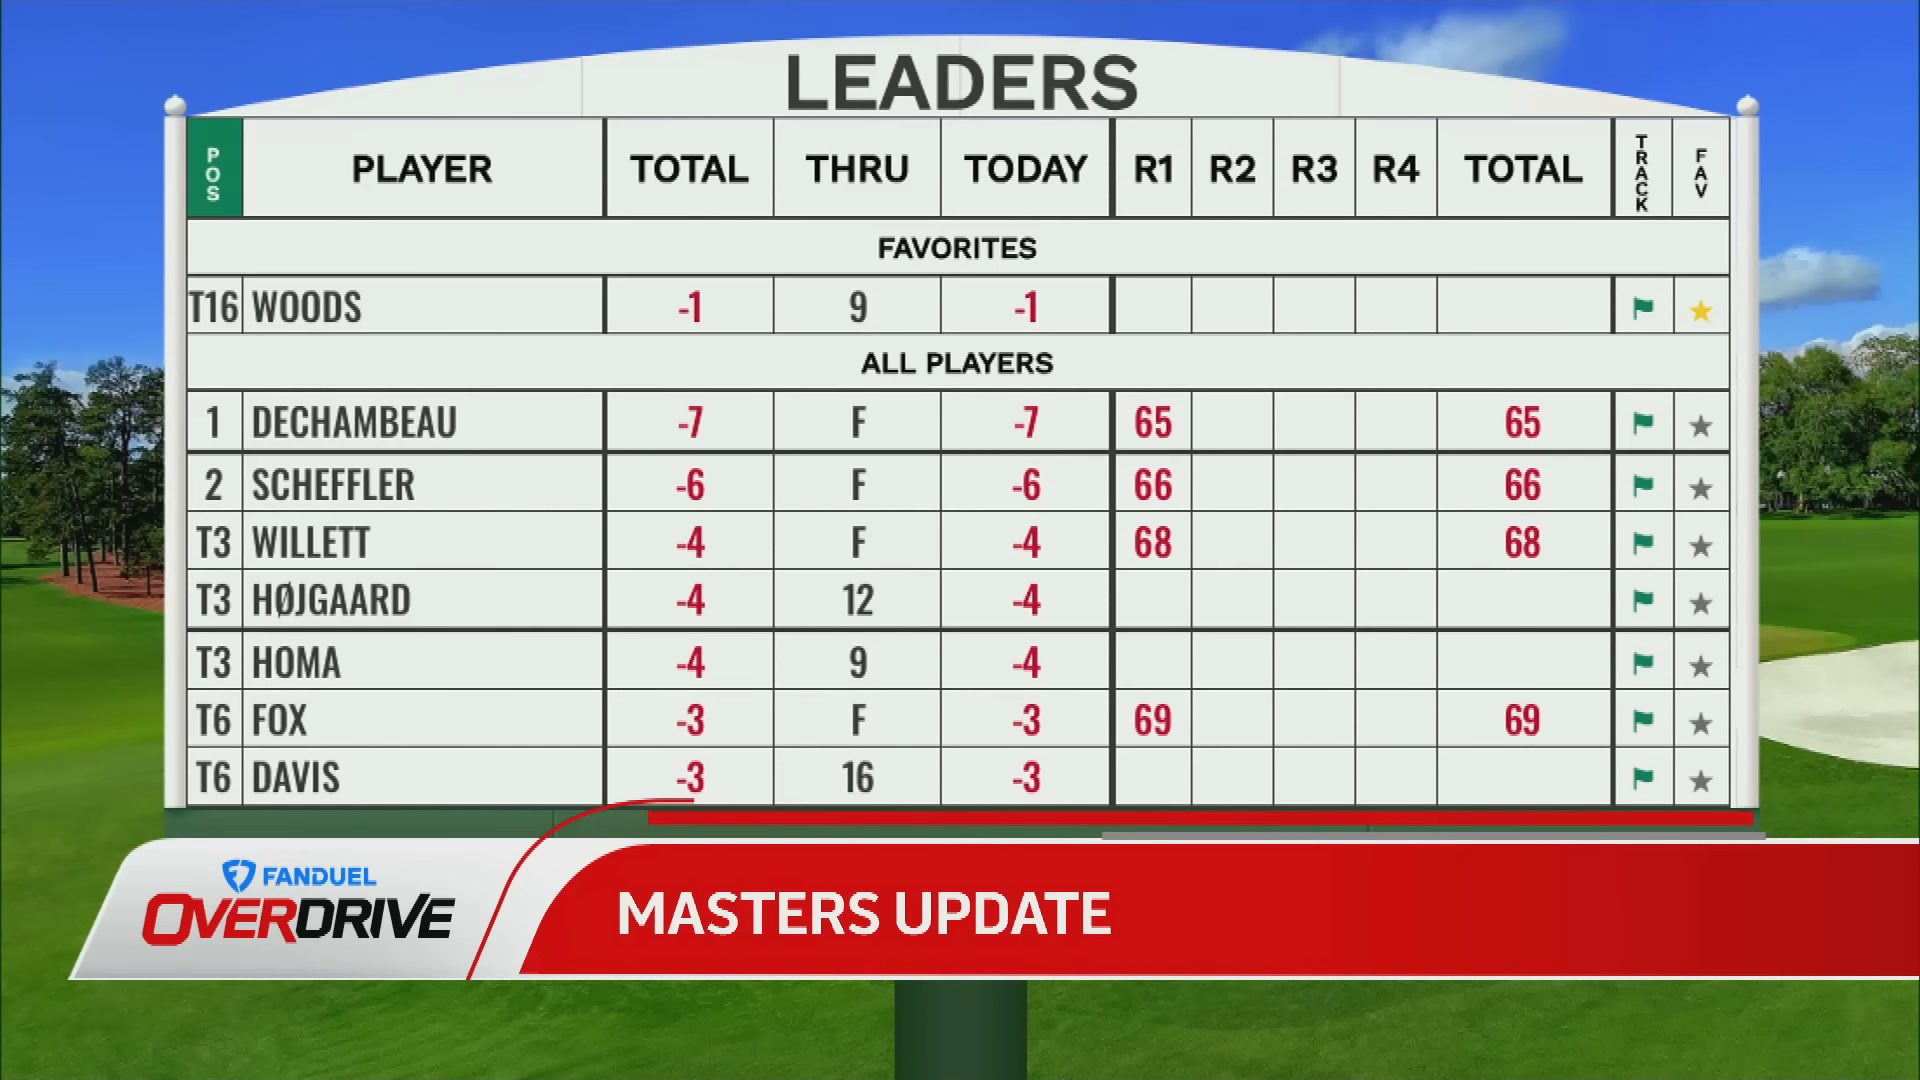 LEADERS
POS PLAYER TOTAL THRU TODAY R1 R2 R3 R4 TOTAL TRACK FAV
FAVORITES
T16 WOODS -1 9 -1
ALL PLAYERS
1 DECHAMBEAU -7 F -7 65 65
2 SCHEFFLER -6 F -6 66 66
T3 WILLETT -4 F -4 68 68
T3 HØJGAARD -4 12 -4
T3 HOMA -4 9 -4
T6 FOX -3 F -3 69 69
T6 DAVIS -3 16 -3
FANDUEL
OVERDRIVE
MASTERS UPDATE